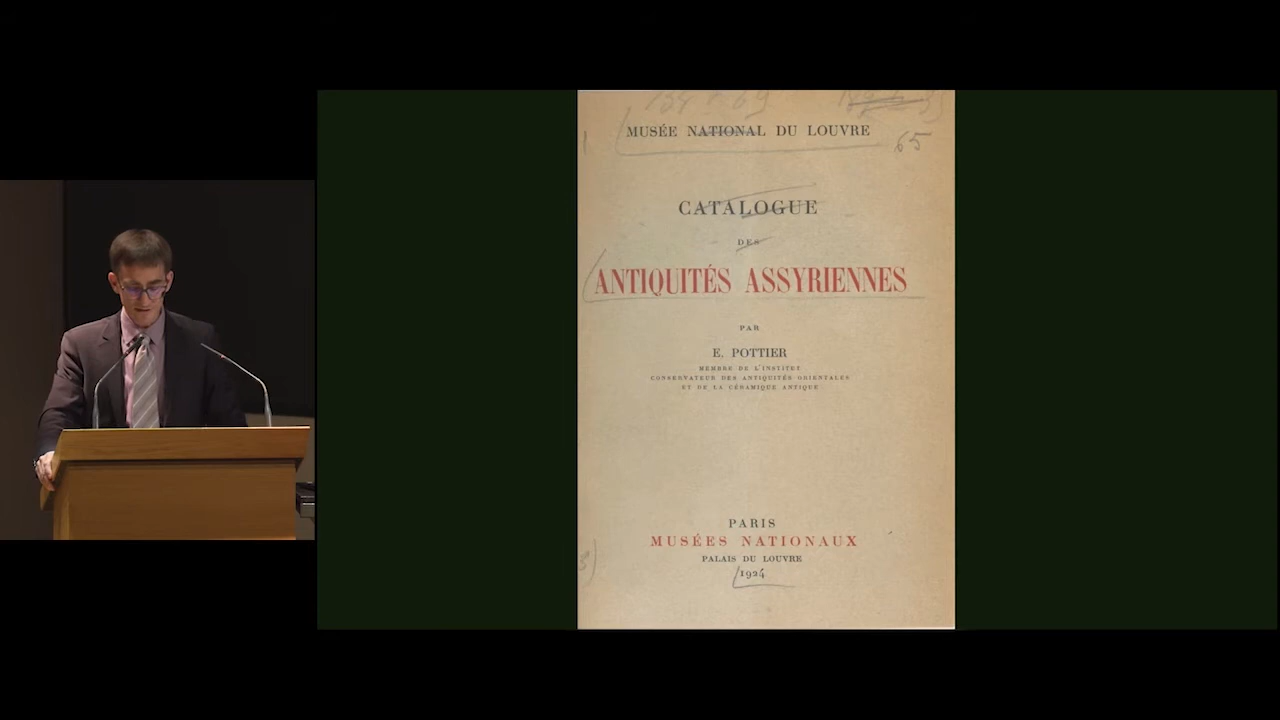 MUSÉE NATIONAL DU LOUVRE
65
CATALOGUE
DES
ANTIQUITÉS ASSYRIENNES
PAR
E. POTTIER
MEMBRE DE L'INSTITUT
CONSERVATEUR DES ANTIQUITÉS ORIENTALES
ET DE LA CÉRAMIQUE ANTIQUE
PARIS
MUSÉES NATIONAUX
PALAIS DU LOUVRE
1924